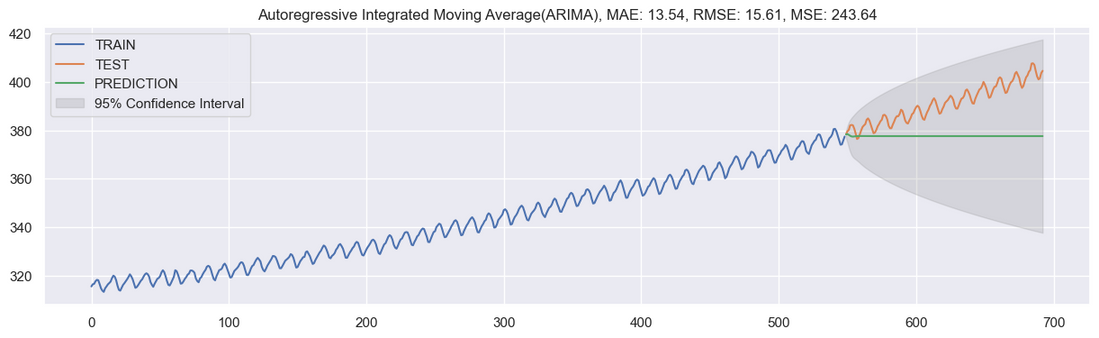 Autoregressive Integrated Moving Average(ARIMA), MAE: 13.54, RMSE: 15.61, MSE: 243.64
420
400
380
360
340
320
TRAIN
TEST
PREDICTION
95% Confidence Interval
0 100 200 300 400 500 600 700